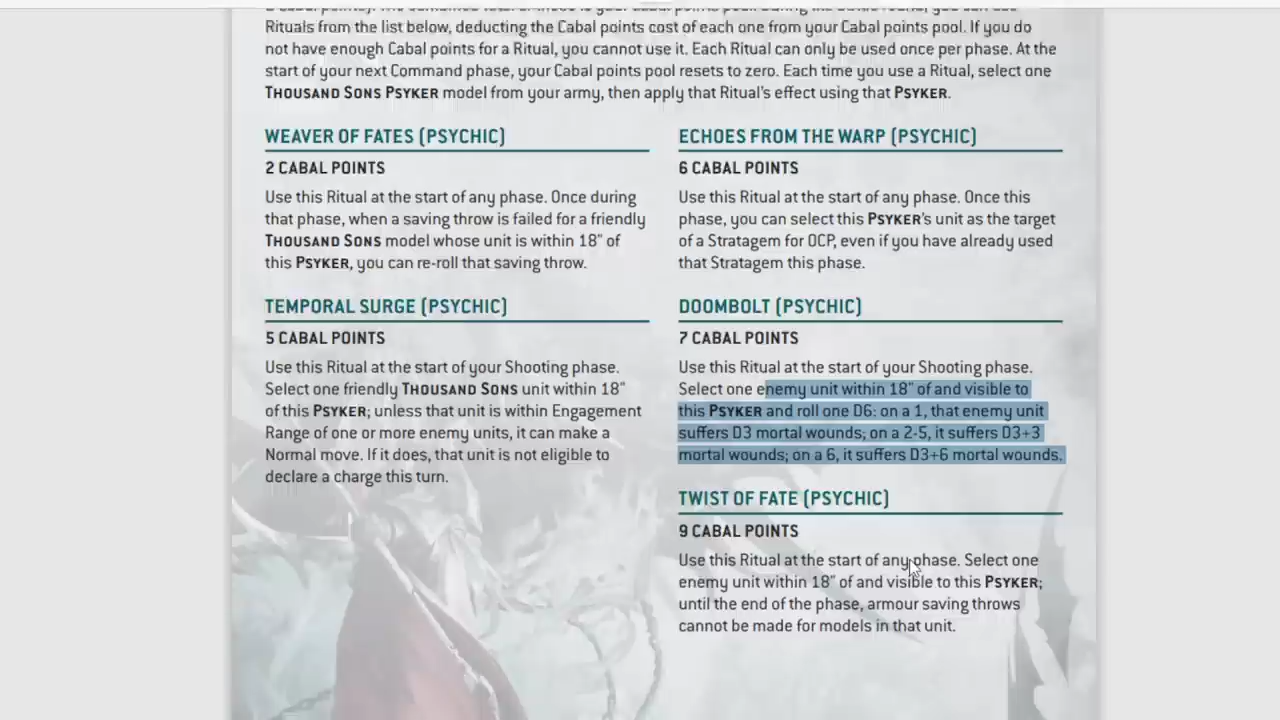 Rituals from the list below, deducting the Cabal points cost of each one from your Cabal points pool. If you do
not have enough Cabal points for a Ritual, you cannot use it. Each Ritual can only be used once per phase. At the
start of your next Command phase, your Cabal points pool resets to zero. Each time you use a Ritual, select one
THOUSAND SONS PSYKER model from your army, then apply that Ritual's effect using that PSYKER.
WEAVER OF FATES (PSYCHIC)
2 CABAL POINTS
Use this Ritual at the start of any phase. Once during
that phase, when a saving throw is failed for a friendly
THOUSAND SONS model whose unit is within 18" of
this PSYKER, you can re-roll that saving throw.
TEMPORAL SURGE (PSYCHIC)
5 CABAL POINTS
Use this Ritual at the start of your Shooting phase.
Select one friendly THOUSAND SONS unit within 18"
of this PSYKER; unless that unit is within Engagement
Range of one or more enemy units, it can make a
Normal move. If it does, that unit is not eligible to
declare a charge this turn.
ECHOES FROM THE WARP (PSYCHIC)
6 CABAL POINTS
Use this Ritual at the start of any phase. Once this
phase, you can select this PSYKER's unit as the target
of a Stratagem for 0CP, even if you have already used
that Stratagem this phase.
DOOMBOLT (PSYCHIC)
7 CABAL POINTS
Use this Ritual at the start of your Shooting phase.
Select one enemy unit within 18" of and visible to
this PSYKER and roll one D6: on a 1, that enemy unit
suffers D3 mortal wounds; on a 2-5, it suffers D3+3
mortal wounds; on a 6, it suffers D3+6 mortal wounds.
TWIST OF FATE (PSYCHIC)
9 CABAL POINTS
Use this Ritual at the start of any phase. Select one
enemy unit within 18" of and visible to this PSYKER;
until the end of the phase, armour saving throws
cannot be made for models in that unit.